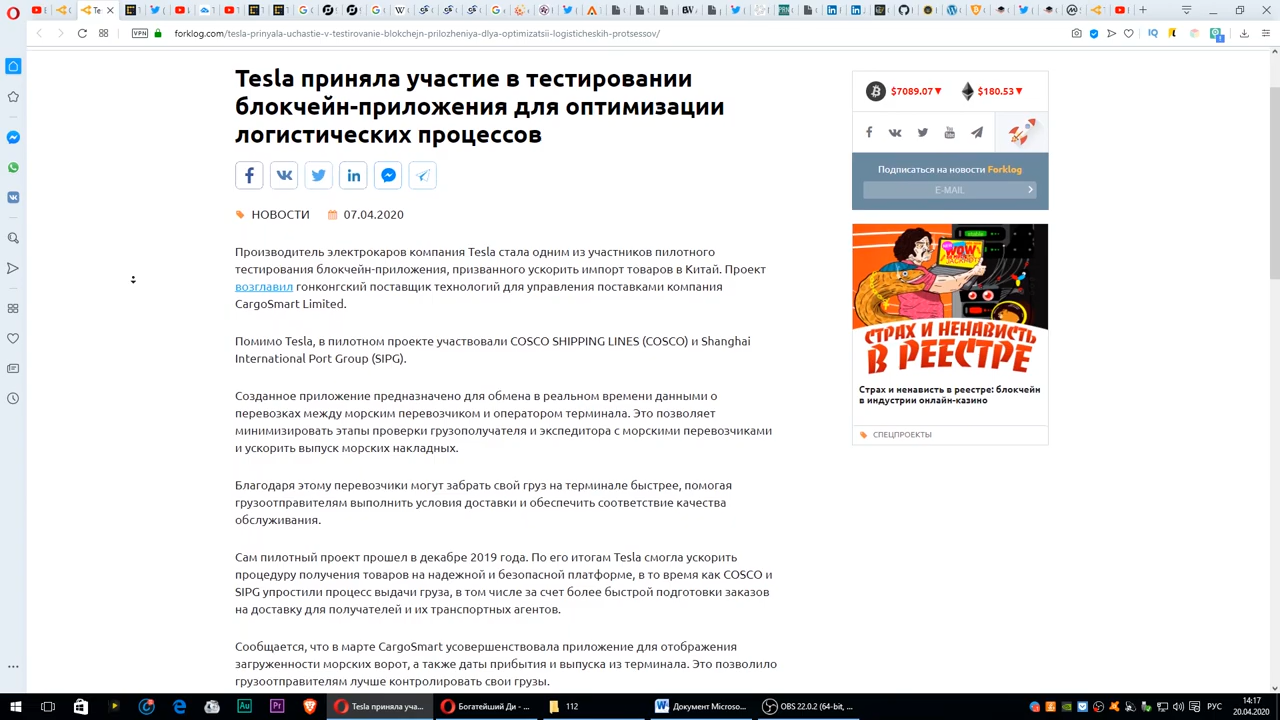 Te
VPN
forklog.com/tesla-prinyala-uchastie-v-testirovanie-blokchejn-prilozheniya-dlya-optimizatsii-logisticheskih-protsessov/
IQ
Tesla приняла участие в тестировании
блокчейн-приложения для оптимизации
логистических процессов
НОВОСТИ 07.04.2020
Производитель электрокаров компания Tesla стала одним из участников пилотного
тестирования блокчейн-приложения, призванного ускорить импорт товаров в Китай. Проект
возглавил гонконгский поставщик технологий для управления поставками компания
CargoSmart Limited.
Помимо Tesla, в пилотном проекте участвовали COSCO SHIPPING LINES (COSCO) и Shanghai
International Port Group (SIPG).
Созданное приложение предназначено для обмена в реальном времени данными о
перевозках между морским перевозчиком и оператором терминала. Это позволяет
минимизировать этапы проверки грузополучателя и экспедитора с морскими перевозчиками
и ускорить выпуск морских накладных.
Благодаря этому перевозчики могут забрать свой груз на терминале быстрее, помогая
грузоотправителям выполнить условия доставки и обеспечить соответствие качества
обслуживания.
Сам пилотный проект прошел в декабре 2019 года. По его итогам Tesla смогла ускорить
процедуру получения товаров на надежной и безопасной платформе, в то время как COSCO и
SIPG упростили процесс выдачи груза, в том числе за счет более быстрой подготовки заказов
на доставку для получателей и их транспортных агентов.
Сообщается, что в марте CargoSmart усовершенствовала приложение для отображения
загруженности морских ворот, а также даты прибытия и выпуска из терминала. Это позволило
грузоотправителям лучше контролировать свои грузы.
$7089.07 $180.53
Подписаться на новости Forklog
E-MAIL
WOW
СТРАХ И НЕНАВИСТЬ
В РЕЕСТРЕ
Страх и ненависть в реестре: блокчейн
в индустрии онлайн-казино
СПЕЦПРОЕКТЫ
Au Pr Tesla приняла уча... Богатейший Ди - ... 112 Документ Microso... OBS 22.0.2 (64-bit, ... РУС 14:17
20.04.2020